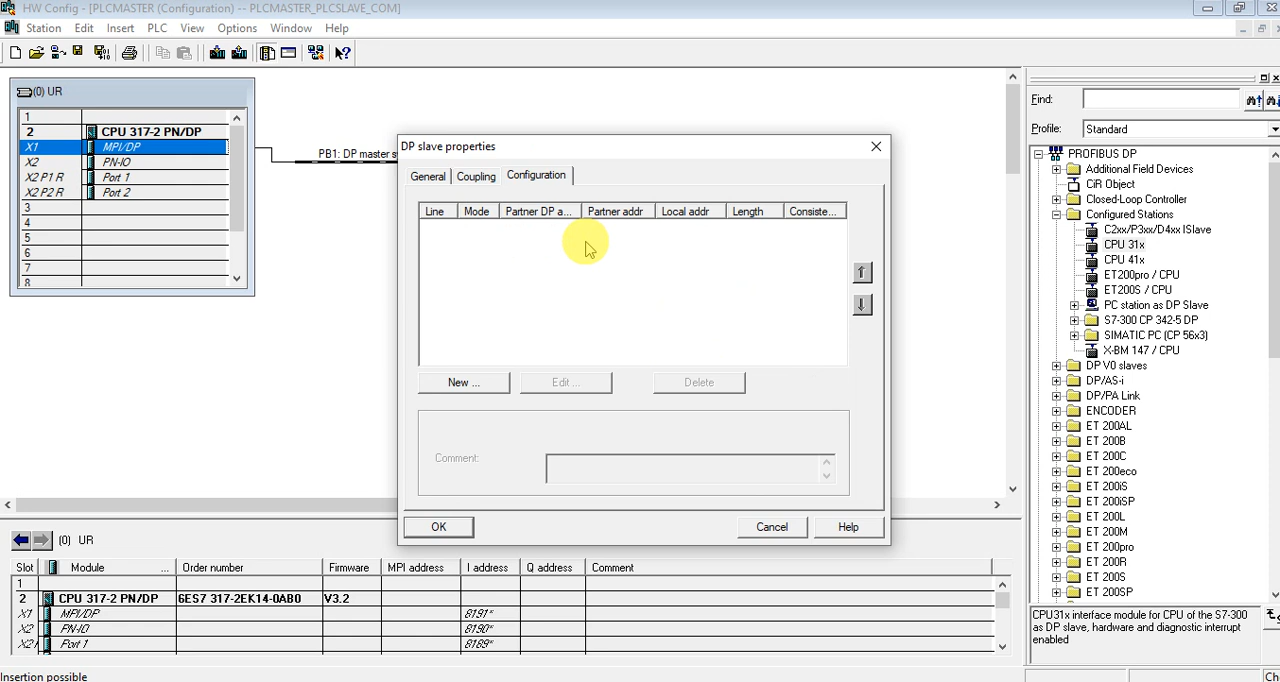 HW Config - [PLCMASTER (Configuration) -- PLCMASTER_PLCSLAVE_COM]
Station Edit Insert PLC View Options Window Help
(0) UR
1
2 CPU 317-2 PN/DP
X1 MPI/DP
X2 PN-IO
X2 P1 R Port 1
X2 P2 R Port 2
3
4
5
6
7
8
PB1: DP master s
DP slave properties
General Coupling Configuration
Line Mode Partner DP a... Partner addr Local addr Length Consiste...
New ... Edit ... Delete
Comment:
OK Cancel Help
Find:
Profile: Standard
PROFIBUS DP
Additional Field Devices
CiR Object
Closed-Loop Controller
Configured Stations
C2xx/P3xx/D4xx ISlave
CPU 31x
CPU 41x
ET200pro / CPU
ET200S / CPU
PC station as DP Slave
S7-300 CP 342-5 DP
SIMATIC PC (CP 56x3)
X-BM 147 / CPU
DP V0 slaves
DP/AS-i
DP/PA Link
ENCODER
ET 200AL
ET 200B
ET 200C
ET 200eco
ET 200iS
ET 200iSP
ET 200L
ET 200M
ET 200pro
ET 200R
ET 200S
ET 200SP
CPU31x interface module for CPU of the S7-300
as DP slave, hardware and diagnostic interrupt
enabled
(0) UR
Slot Module ... Order number Firmware MPI address I address Q address Comment
1
2 CPU 317-2 PN/DP 6ES7 317-2EK14-0AB0 V3.2
X1 MPI/DP 8191*
X2 PN-IO 8190*
X2 Port 1 8189*
Insertion possible
Ch